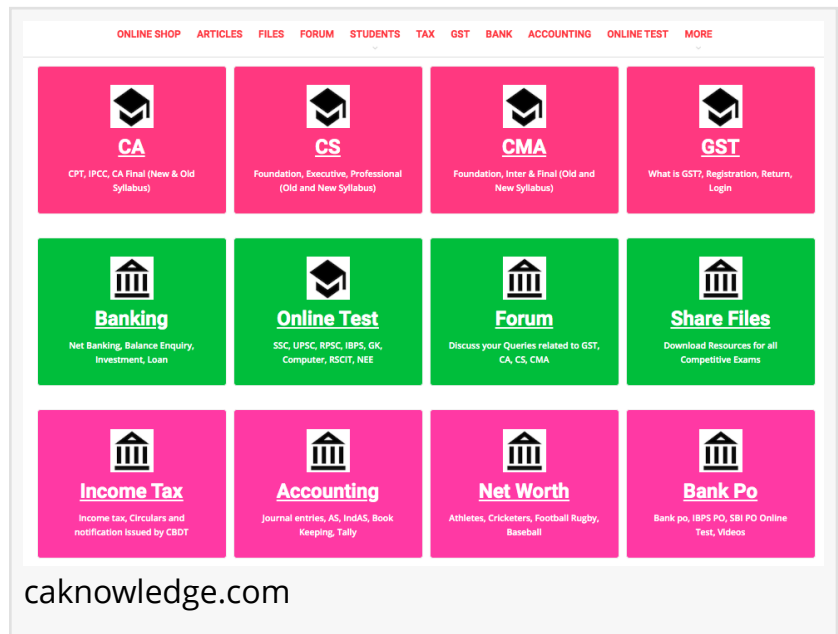 ONLINE SHOP ARTICLES FILES FORUM STUDENTS TAX GST BANK ACCOUNTING ONLINE TEST MORE
CA
CPT, IPCC, CA Final (New & Old
Syllabus)
CS
Foundation, Executive, Professional
(Old and New Syllabus)
CMA
Foundation, Inter & Final (Old and
New Syllabus)
GST
What is GST?, Registration, Return,
Login
Banking
Net Banking, Balance Enquiry,
Investment, Loan
Online Test
SSC, UPSC, RPSC, IBPS, GK,
Computer, RSCIT, NEE
Forum
Discuss your Queries related to GST,
CA, CS, CMA
Share Files
Download Resources for all
Competitive Exams
Income Tax
Income tax, Circulars and
notification issued by CBDT
Accounting
Journal entries, AS, IndAS, Book
Keeping, Tally
Net Worth
Athletes, Cricketers, Football Rugby,
Baseball
Bank Po
Bank po, IBPS PO, SBI PO Online
Test, Videos
caknowledge.com